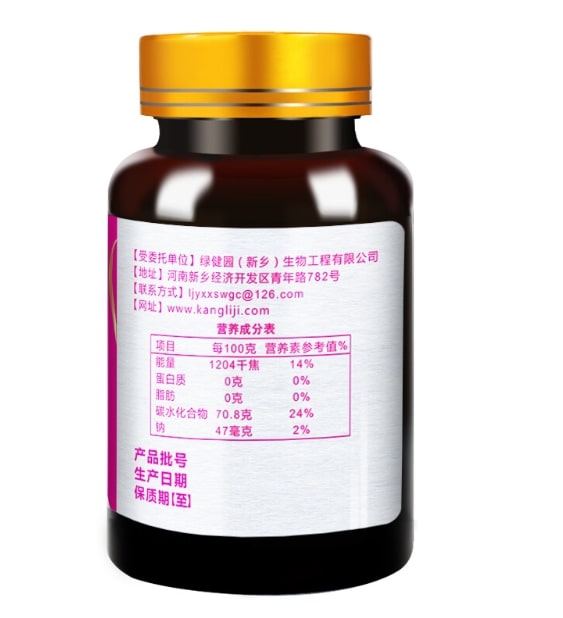 【受委托单位】绿健园（新乡）生物工程有限公司
【地址】河南新乡经济开发区青年路782号
【联系方式】ljyxxswgc@126.com
【网址】www.kangliji.com
营养成分表
项目 每100克 营养素参考值%
能量 1204千焦 14%
蛋白质 0克 0%
脂肪 0克 0%
碳水化合物 70.8克 24%
钠 47毫克 2%
产品批号
生产日期
保质期【至】